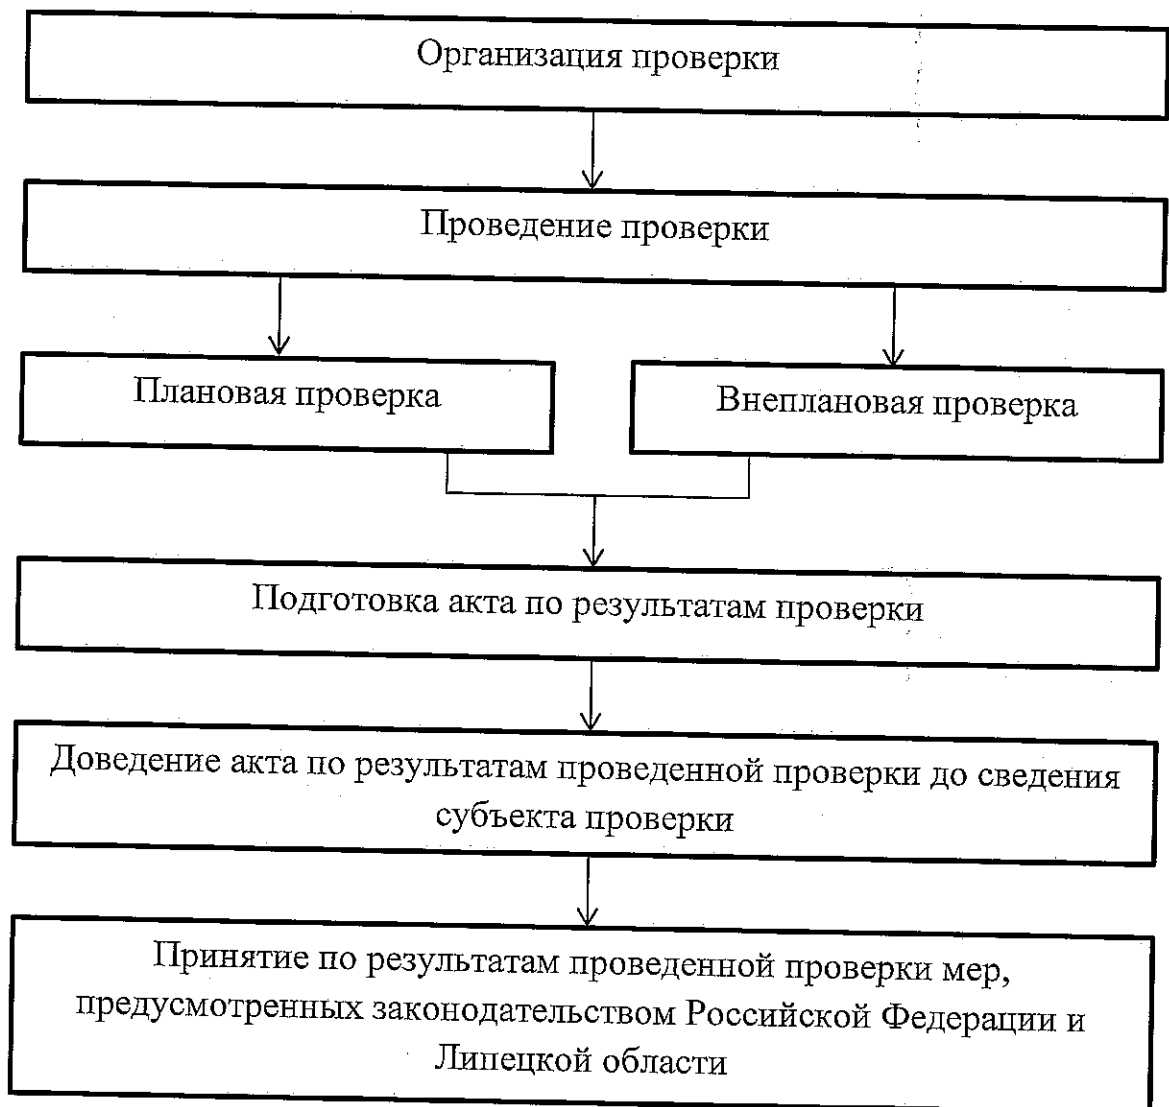 Организация проверки
Проведение проверки
Плановая проверка
Внеплановая проверка
Подготовка акта по результатам проверки
Доведение акта по результатам проведенной проверки до сведения
субъекта проверки
Принятие по результатам проведенной проверки мер,
предусмотренных законодательством Российской Федерации и
Липецкой области